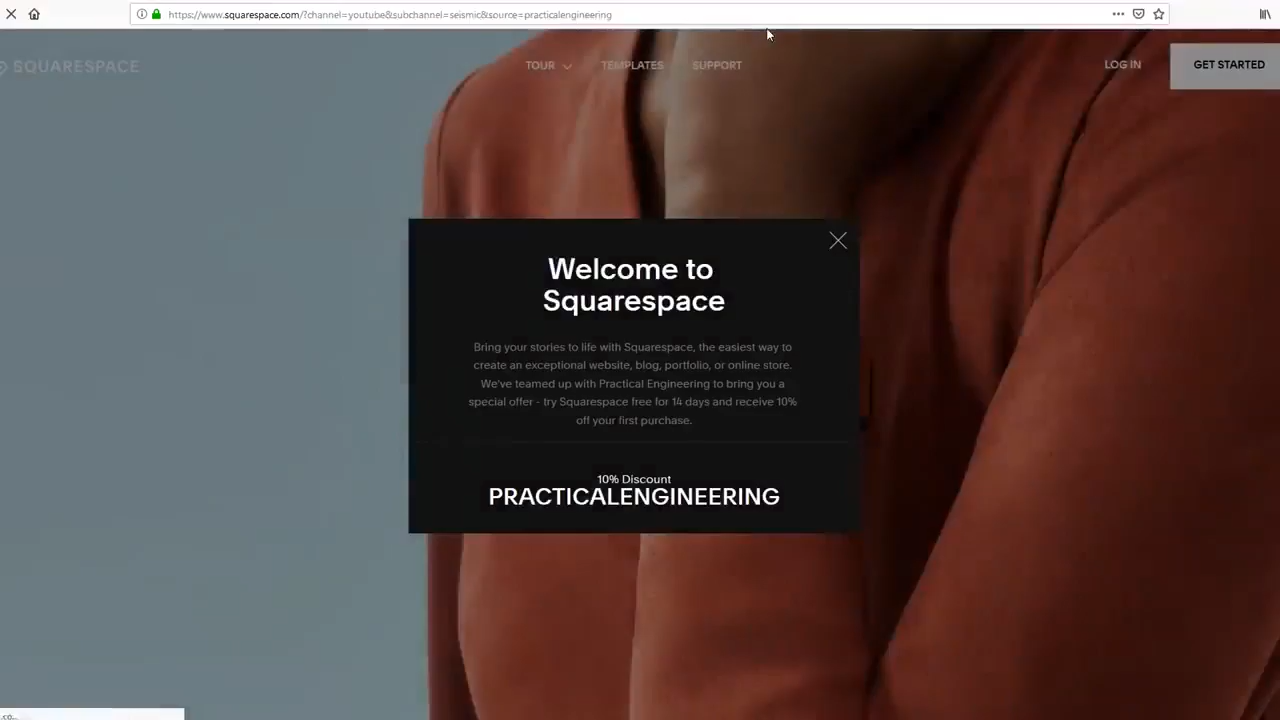 https://www.squarespace.com/?channel=youtube&subchannel=seismic&source=practicalengineering
SQUARESPACE
TOUR
TEMPLATES
SUPPORT
LOG IN
GET STARTED
Welcome to
Squarespace
Bring your stories to life with Squarespace, the easiest way to
create an exceptional website, blog, portfolio, or online store.
We've teamed up with Practical Engineering to bring you a
special offer - try Squarespace free for 14 days and receive 10%
off your first purchase.
10% Discount
PRACTICALENGINEERING